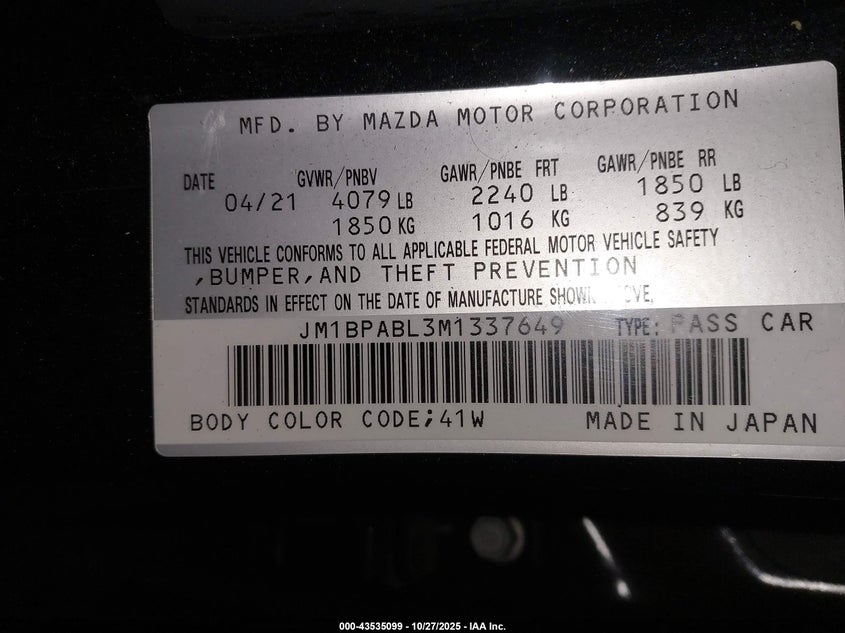 MFD. BY MAZDA MOTOR CORPORATION
DATE GVWR/PNBV GAWR/PNBE FRT GAWR/PNBE RR
04/21 4079 LB 2240 LB 1850 LB
1850 KG 1016 KG 839 KG
THIS VEHICLE CONFORMS TO ALL APPLICABLE FEDERAL MOTOR VEHICLE SAFETY
,BUMPER,AND THEFT PREVENTION
STANDARDS IN EFFECT ON THE DATE OF MANUFACTURE
JM1BPABL3M1337649 TYPE: PASS CAR
BODY COLOR CODE;41W MADE IN JAPAN
000-43535099 - 10/27/2025 - IAA Inc.